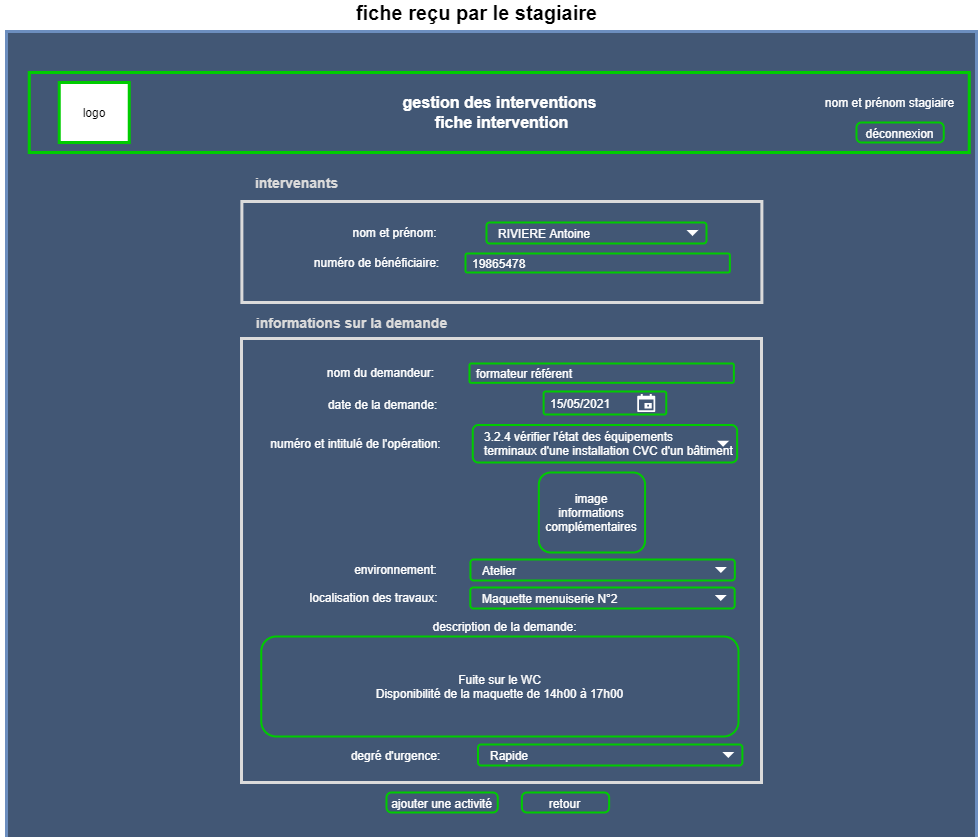 fiche reçu par le stagiaire
logo
gestion des interventions
fiche intervention
nom et prénom stagiaire
déconnexion
intervenants
nom et prénom:
RIVIERE Antoine
numéro de bénéficiaire:
19865478
informations sur la demande
nom du demandeur:
formateur référent
date de la demande:
15/05/2021
numéro et intitulé de l'opération:
3.2.4 vérifier l'état des équipements
terminaux d'une installation CVC d'un bâtiment
image
informations
complémentaires
environnement:
Atelier
localisation des travaux:
Maquette menuiserie N°2
description de la demande:
Fuite sur le WC
Disponibilité de la maquette de 14h00 à 17h00
degré d'urgence:
Rapide
ajouter une activité
retour